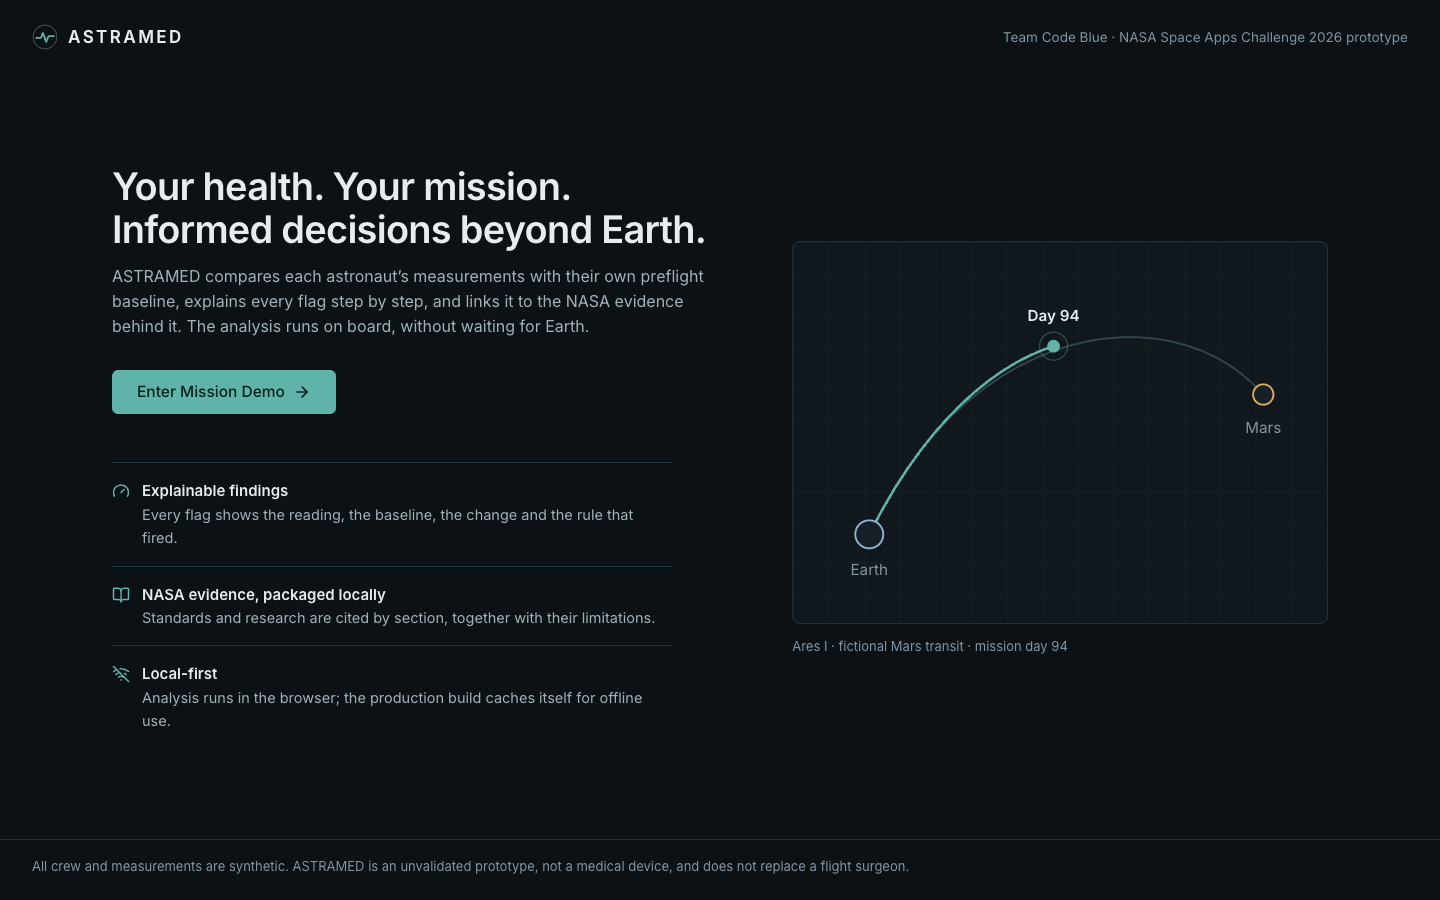 ASTRAMED
Team Code Blue · NASA Space Apps Challenge 2026 prototype
Your health. Your mission.
Informed decisions beyond Earth.
ASTRAMED compares each astronaut’s measurements with their own preflight
baseline, explains every flag step by step, and links it to the NASA evidence
behind it. The analysis runs on board, without waiting for Earth.
Enter Mission Demo
Explainable findings
Every flag shows the reading, the baseline, the change and the rule that
fired.
NASA evidence, packaged locally
Standards and research are cited by section, together with their limitations.
Local-first
Analysis runs in the browser; the production build caches itself for offline
use.
Day 94
Mars
Earth
Ares I · fictional Mars transit · mission day 94
All crew and measurements are synthetic. ASTRAMED is an unvalidated prototype, not a medical device, and does not replace a flight surgeon.